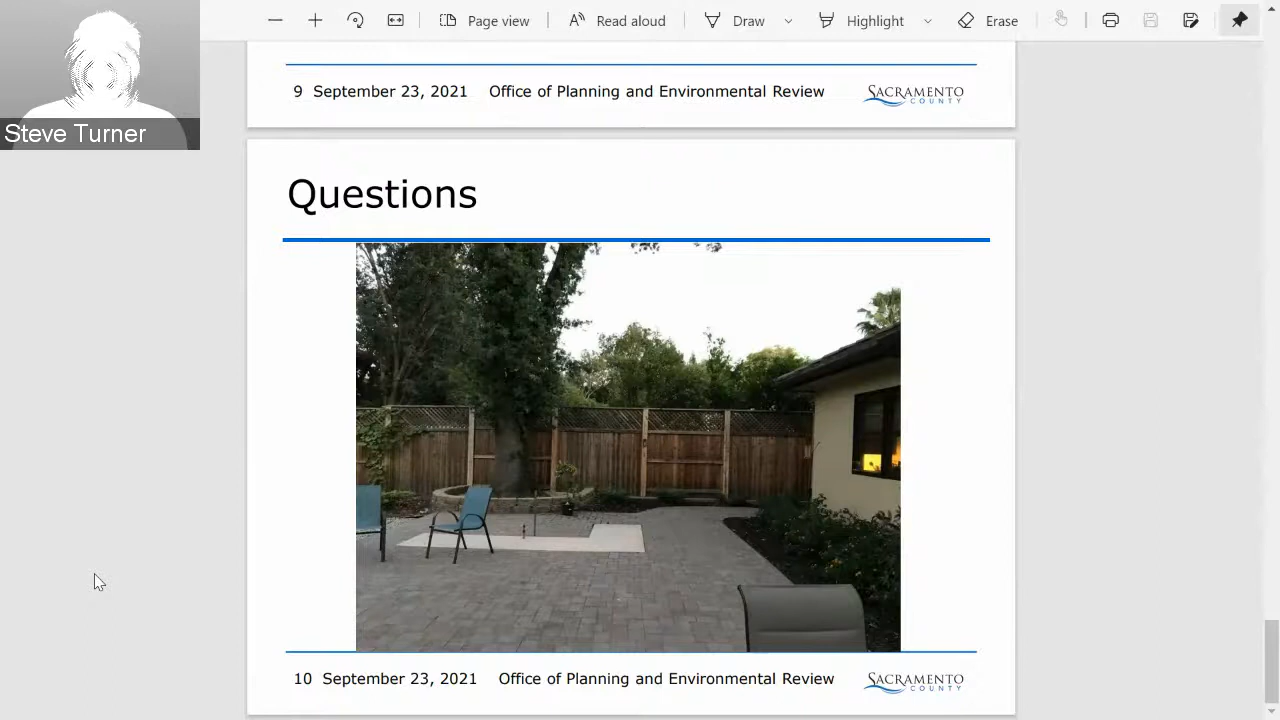 Page view
Read aloud
Draw
Highlight
Erase
Steve Turner
9 September 23, 2021 Office of Planning and Environmental Review
SACRAMENTO
COUNTY
Questions
10 September 23, 2021 Office of Planning and Environmental Review
SACRAMENTO
COUNTY